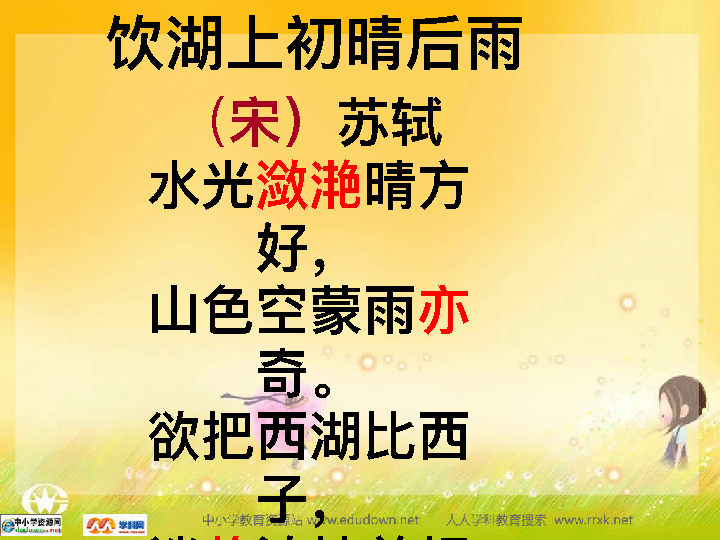 饮湖上初晴后雨
（宋）苏轼
水光潋滟晴方
好，
山色空蒙雨亦
奇。
欲把西湖比西
子，
中小学资源网
学科网
中小学教育资源站 www.edudown.net 人人学科教育搜索 www.rrxk.net